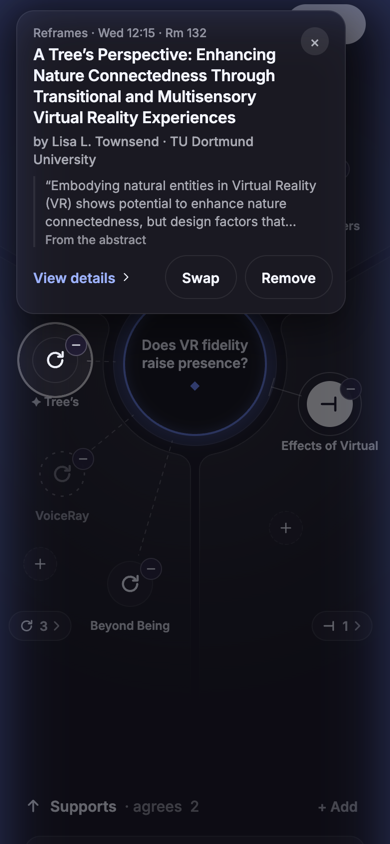 Reframes · Wed 12:15 · Rm 132
A Tree’s Perspective: Enhancing
Nature Connectedness Through
Transitional and Multisensory
Virtual Reality Experiences
by Lisa L. Townsend · TU Dortmund
University
“Embodying natural entities in Virtual Reality
(VR) shows potential to enhance nature
connectedness, but design factors that...
From the abstract
View details
Swap
Remove
ers
Does VR fidelity
raise presence?
Tree’s
Effects of Virtual
VoiceRay
Beyond Being
3
1
Supports · agrees 2
+ Add